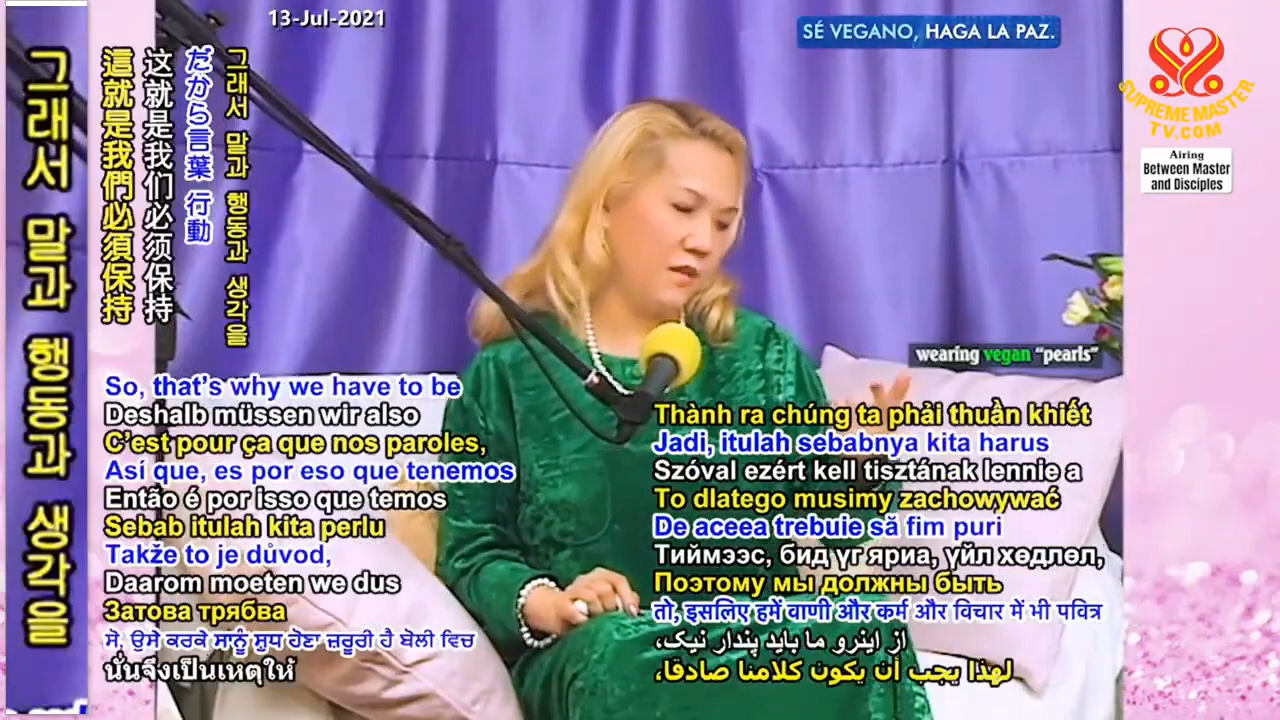 13-Jul-2021
SÉ VEGANO, HAGA LA PAZ.
SUPREME MASTER
TV.COM
Airing
Between Master
and Disciples
그래서 말과 행동과 생각을
這就是我們必須保持
这就是我们必须保持
だから言葉 行動
그래서 말과 행동과 생각을
wearing vegan “pearls”
So, that’s why we have to be
Deshalb müssen wir also
C’est pour ça que nos paroles,
Así que, es por eso que tenemos
Então é por isso que temos
Sebab itulah kita perlu
Takže to je důvod,
Daarom moeten we dus
Затова трябва
ਸੋ, ਉਸੇ ਕਰਕੇ ਸਾਨੂੰ ਸ਼ੁਧ ਹੋਣਾ ਜ਼ਰੂਰੀ ਹੈ ਬੋਲੀ ਵਿਚ
นั่นจึงเป็นเหตุให้
Thành ra chúng ta phải thuần khiết
Jadi, itulah sebabnya kita harus
Szóval ezért kell tisztának lennie a
To dlatego musimy zachowywać
De aceea trebuie să fim puri
Тиймээс, бид үг яриа, үйл хөдлөл,
Поэтому мы должны быть
तो, इसलिए हमें वाणी और कर्म और विचार में भी पवित्र
از اینرو ما باید پندار نیک،
لهذا يجب أن يكون كلامنا صادقا،